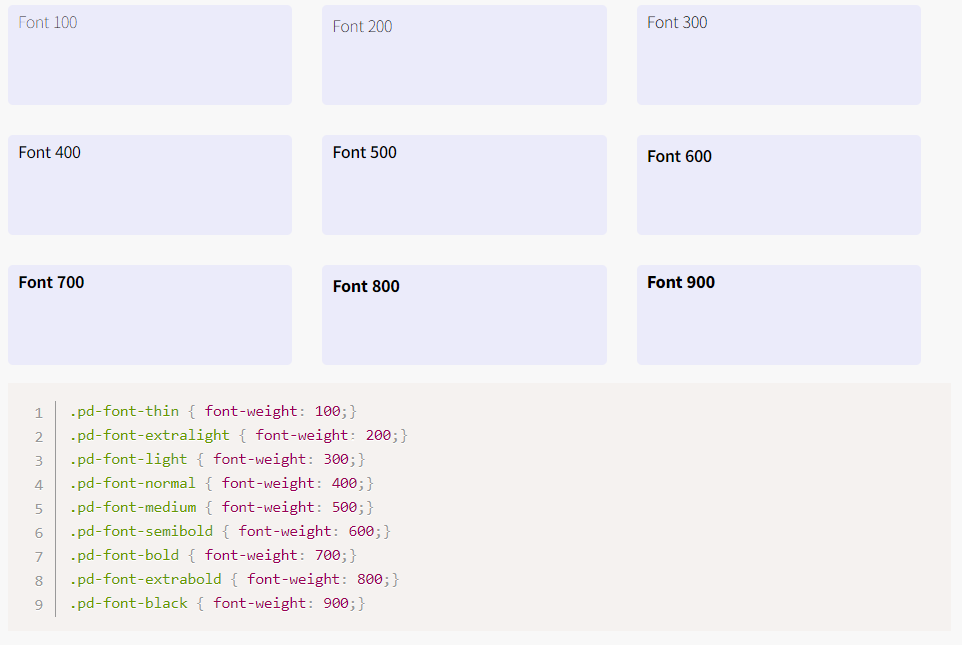 Font 100
Font 200
Font 300
Font 400
Font 500
Font 600
Font 700
Font 800
Font 900
1 .pd-font-thin { font-weight: 100;}
2 .pd-font-extralight { font-weight: 200;}
3 .pd-font-light { font-weight: 300;}
4 .pd-font-normal { font-weight: 400;}
5 .pd-font-medium { font-weight: 500;}
6 .pd-font-semibold { font-weight: 600;}
7 .pd-font-bold { font-weight: 700;}
8 .pd-font-extrabold { font-weight: 800;}
9 .pd-font-black { font-weight: 900;}